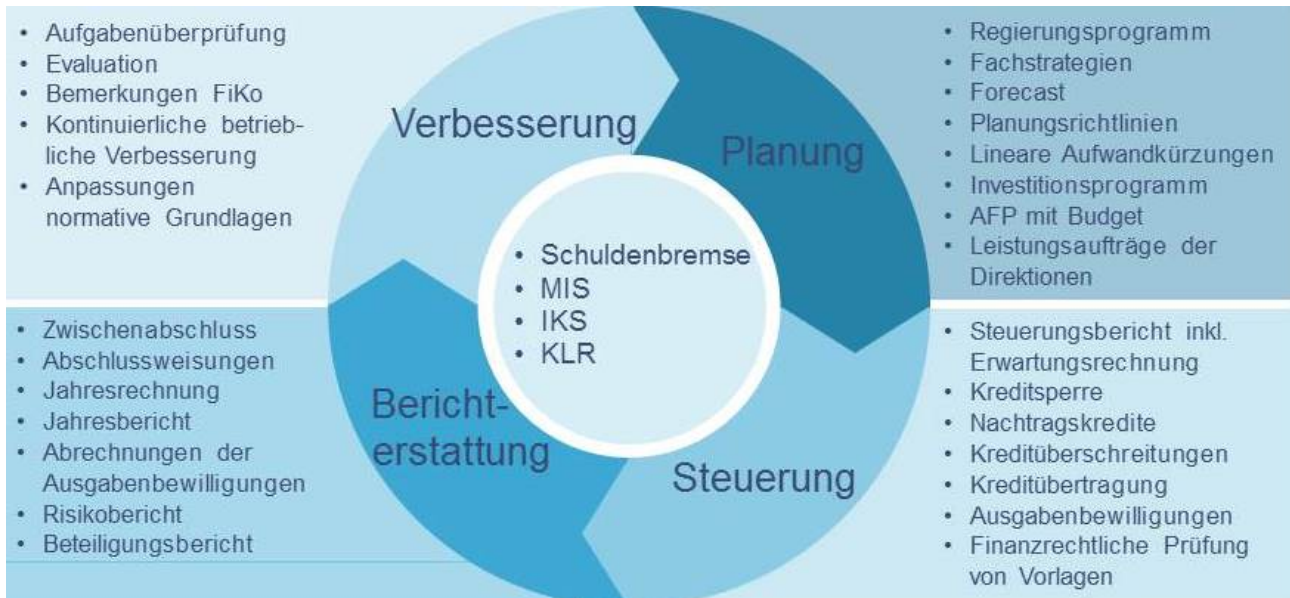 • Aufgabenüberprüfung
• Evaluation
• Bemerkungen FiKo
• Kontinuierliche betrieb-
liche Verbesserung
• Anpassungen
normative Grundlagen
Verbesserung
Planung
• Regierungsprogramm
• Fachstrategien
• Forecast
• Planungsrichtlinien
• Lineare Aufwandkürzungen
• Investitionsprogramm
• AFP mit Budget
• Leistungsaufträge der
Direktionen
• Schuldenbremse
• MIS
• IKS
• KLR
• Zwischenabschluss
• Abschlussweisungen
• Jahresrechnung
• Jahresbericht
• Abrechnungen der
Ausgabenbewilligungen
• Risikobericht
• Beteiligungsbericht
Bericht-
erstattung
Steuerung
• Steuerungsbericht inkl.
Erwartungsrechnung
• Kreditsperre
• Nachtragskredite
• Kreditüberschreitungen
• Kreditübertragung
• Ausgabenbewilligungen
• Finanzrechtliche Prüfung
von Vorlagen